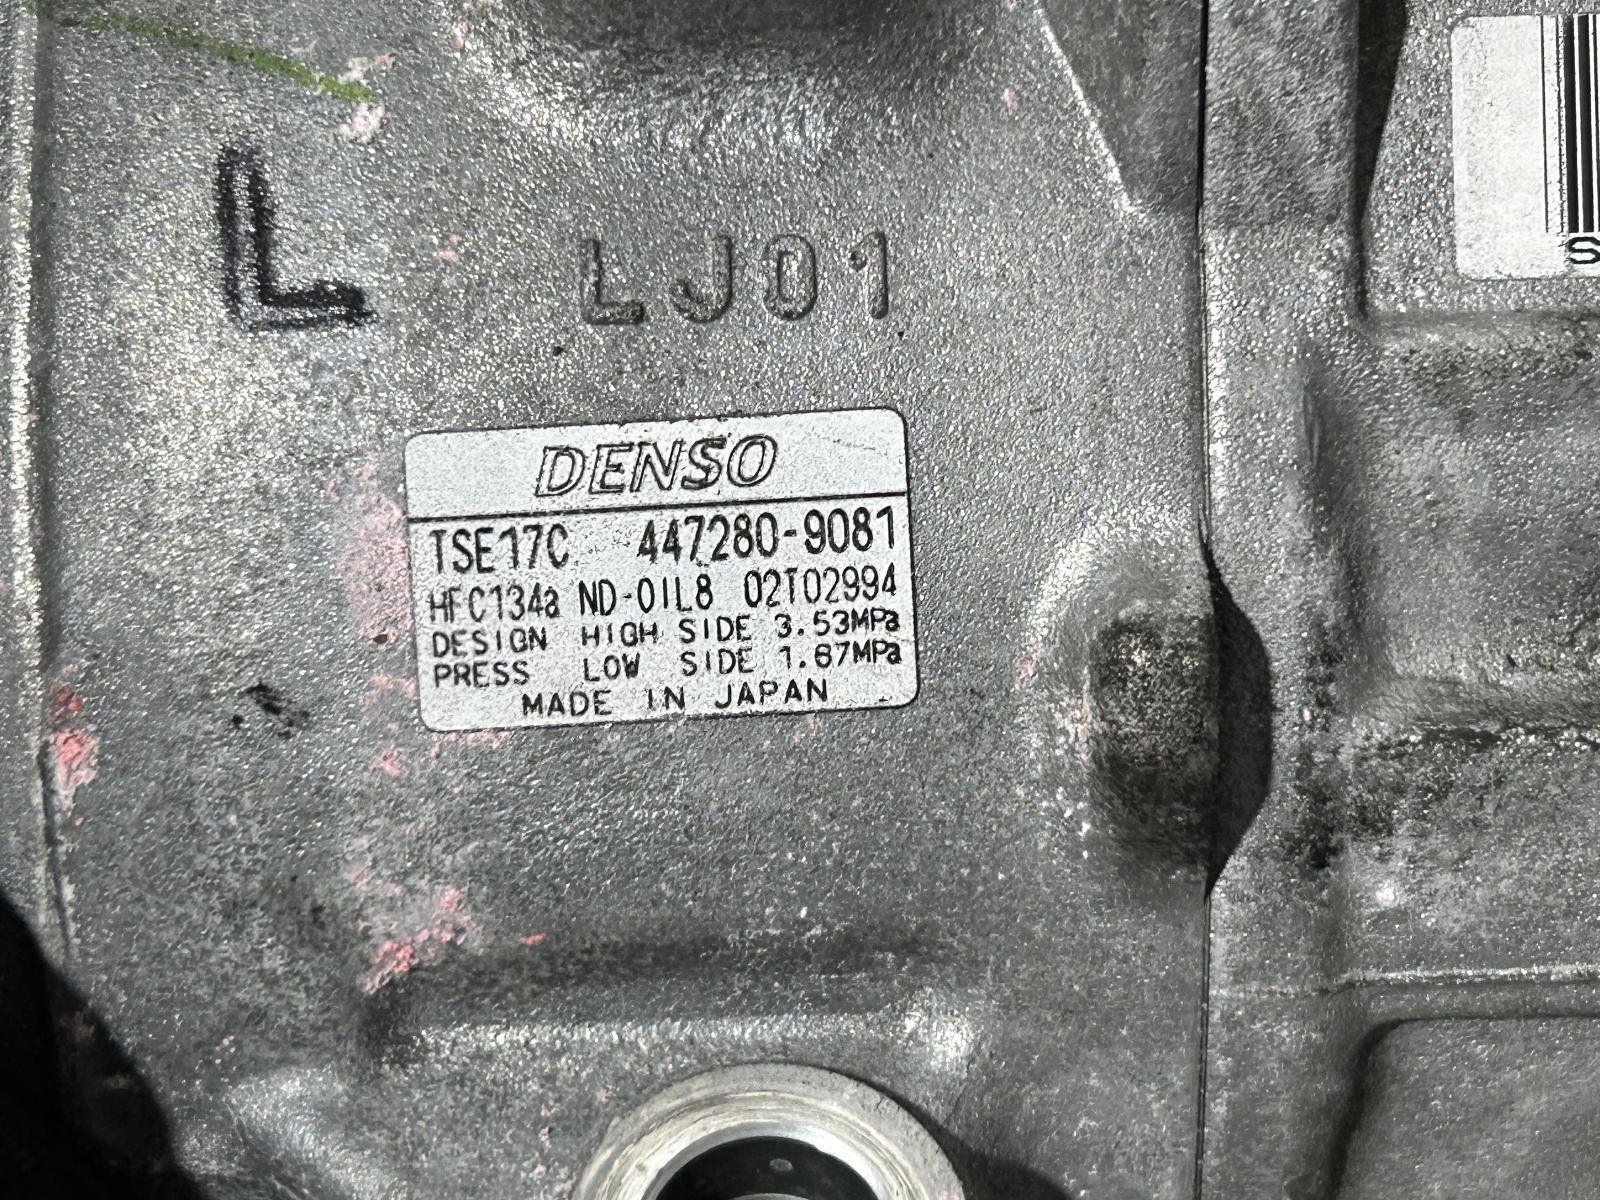 S
L
LJ01
DENSO
TSE17C 447280-9081
HFC134a ND-OIL8 02T02994
DESIGN HIGH SIDE 3.53MPa
PRESS LOW SIDE 1.67MPa
MADE IN JAPAN